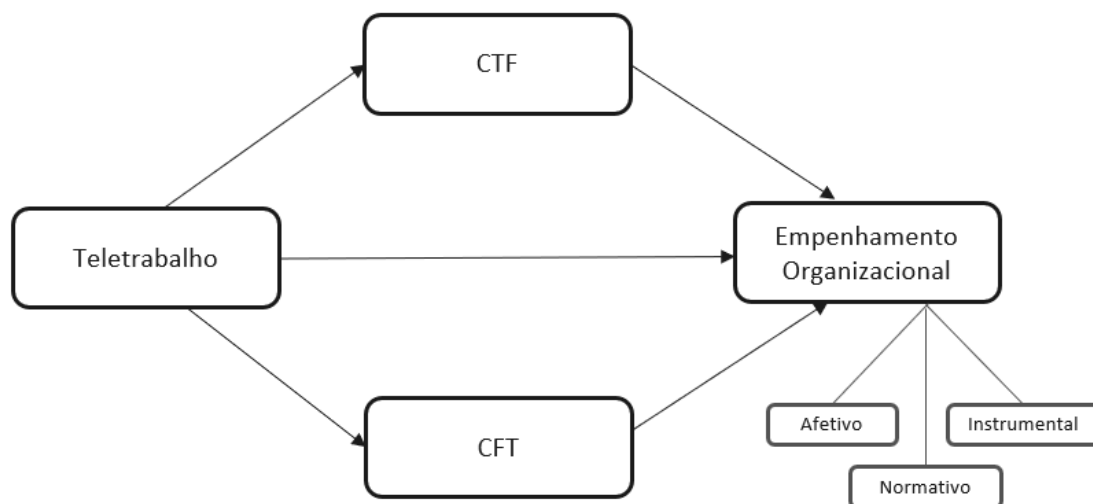 CTF
Teletrabalho
Empenhamento
Organizacional
CFT
Afetivo
Instrumental
Normativo